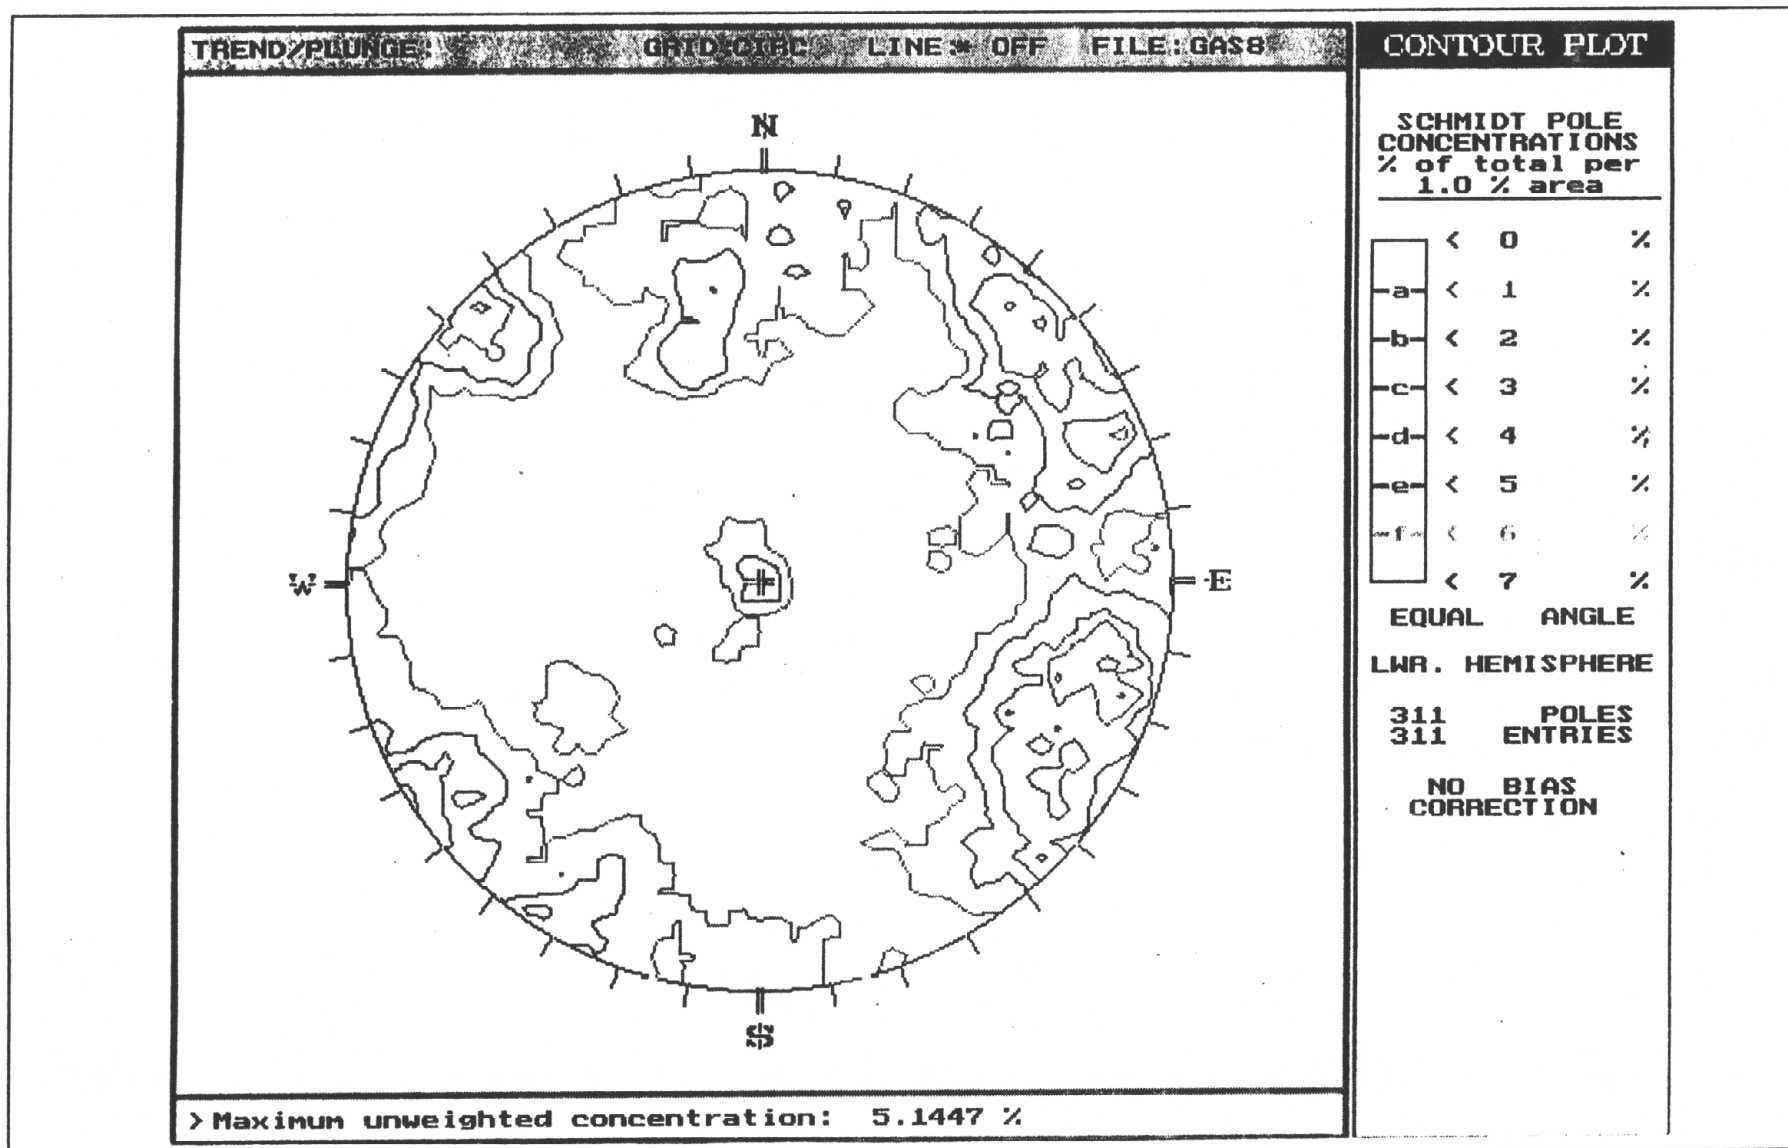 TREND/PLUNGE: GRID:CIRC LINE:* OFF FILE:GAS8
CONTOUR PLOT
SCHMIDT POLE
CONCENTRATIONS
% of total per
1.0 % area
< 0 %
a < 1 %
b < 2 %
c < 3 %
d < 4 %
e < 5 %
f < 6 %
< 7 %
EQUAL ANGLE
LWR. HEMISPHERE
311 POLES
311 ENTRIES
NO BIAS
CORRECTION
N
W
E
S
>Maximum unweighted concentration: 5.1447 %